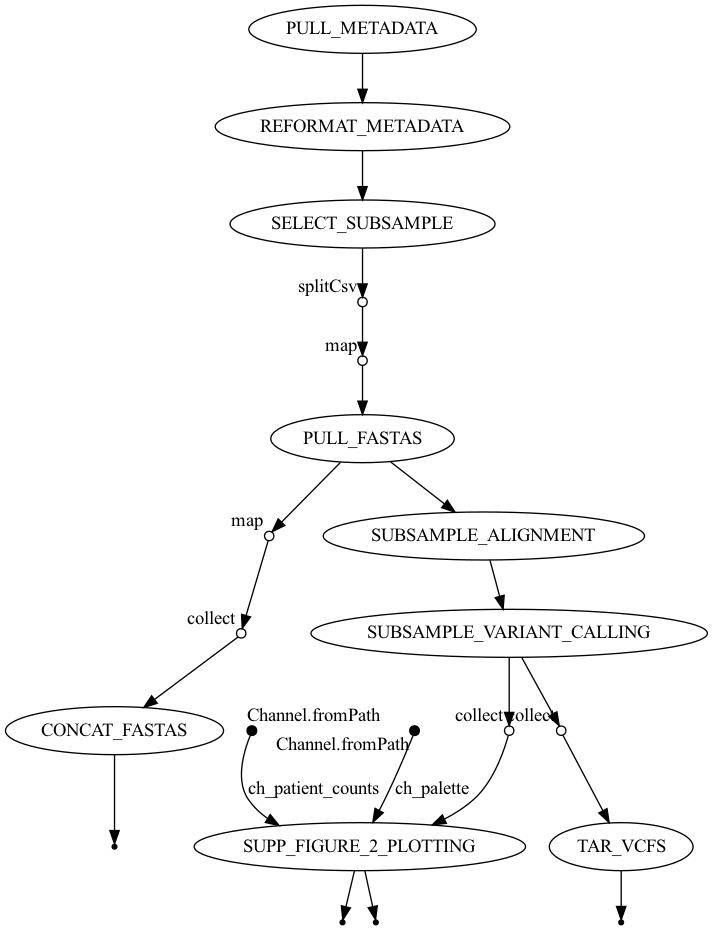 PULL_METADATA
REFORMAT_METADATA
SELECT_SUBSAMPLE
splitCsv
map
PULL_FASTAS
map
SUBSAMPLE_ALIGNMENT
collect
SUBSAMPLE_VARIANT_CALLING
Channel.fromPath
collect
collect
CONCAT_FASTAS
Channel.fromPath
ch_patient_counts
ch_palette
SUPP_FIGURE_2_PLOTTING
TAR_VCFS